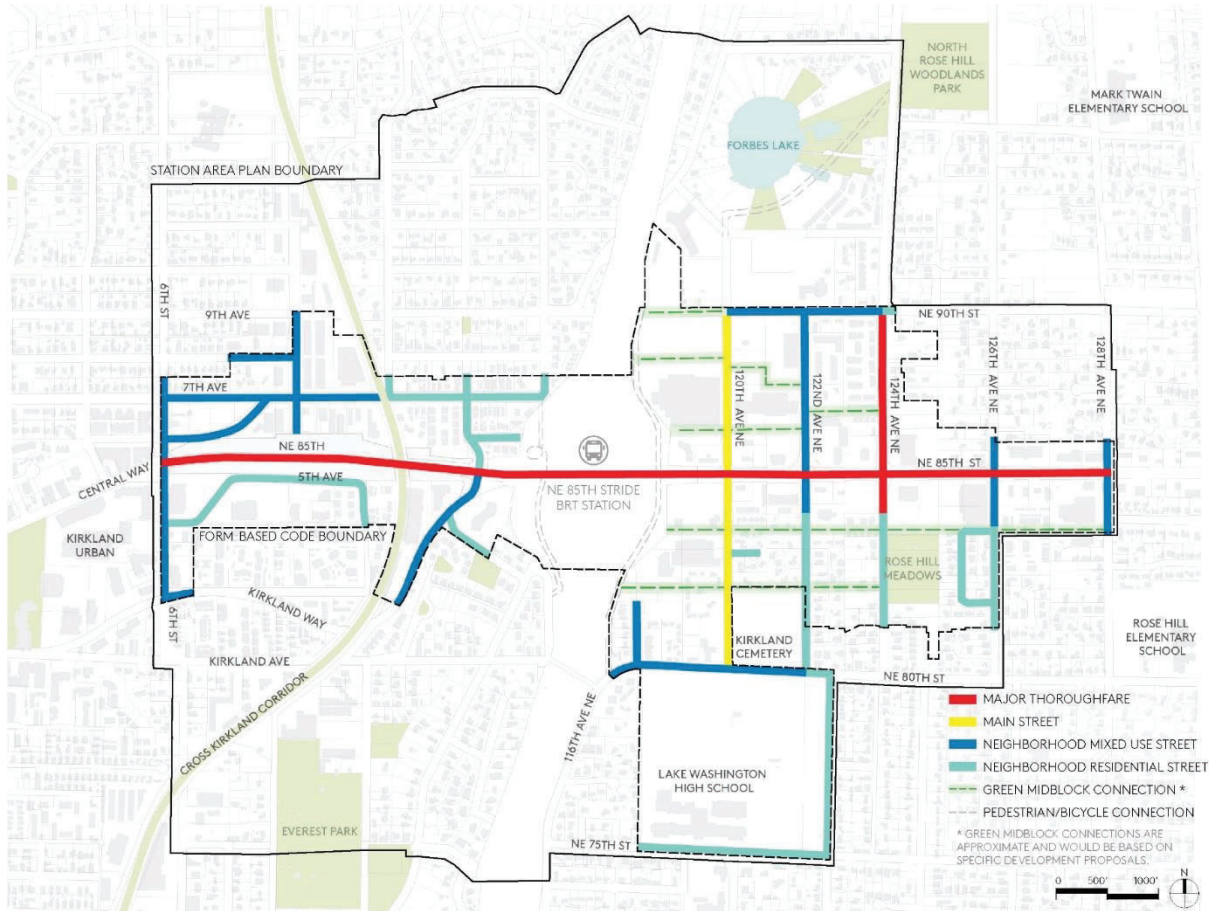 NORTH
ROSE HILL
WOODLANDS
PARK
MARK TWAIN
ELEMENTARY SCHOOL
FORBES LAKE
STATION AREA PLAN BOUNDARY
6TH ST
9TH AVE
NE 90TH ST
7TH AVE
120TH AVE NE
122ND AVE NE
124TH AVE NE
126TH AVE NE
128TH AVE NE
NE 85TH
NE 85TH ST
CENTRAL WAY
5TH AVE
NE 85TH STRIDE
BRT STATION
KIRKLAND
URBAN
FORM BASED CODE BOUNDARY
ROSE HILL
MEADOWS
KIRKLAND WAY
6TH ST
KIRKLAND
CEMETERY
ROSE HILL
ELEMENTARY
SCHOOL
KIRKLAND AVE
NE 80TH ST
CROSS KIRKLAND CORRIDOR
116TH AVE NE
LAKE WASHINGTON
HIGH SCHOOL
EVEREST PARK
NE 75TH ST
MAJOR THOROUGHFARE
MAIN STREET
NEIGHBORHOOD MIXED USE STREET
NEIGHBORHOOD RESIDENTIAL STREET
GREEN MIDBLOCK CONNECTION *
PEDESTRIAN/BICYCLE CONNECTION
* GREEN MIDBLOCK CONNECTIONS ARE
APPROXIMATE AND WOULD BE BASED ON
SPECIFIC DEVELOPMENT PROPOSALS.
0 500' 1000'
N